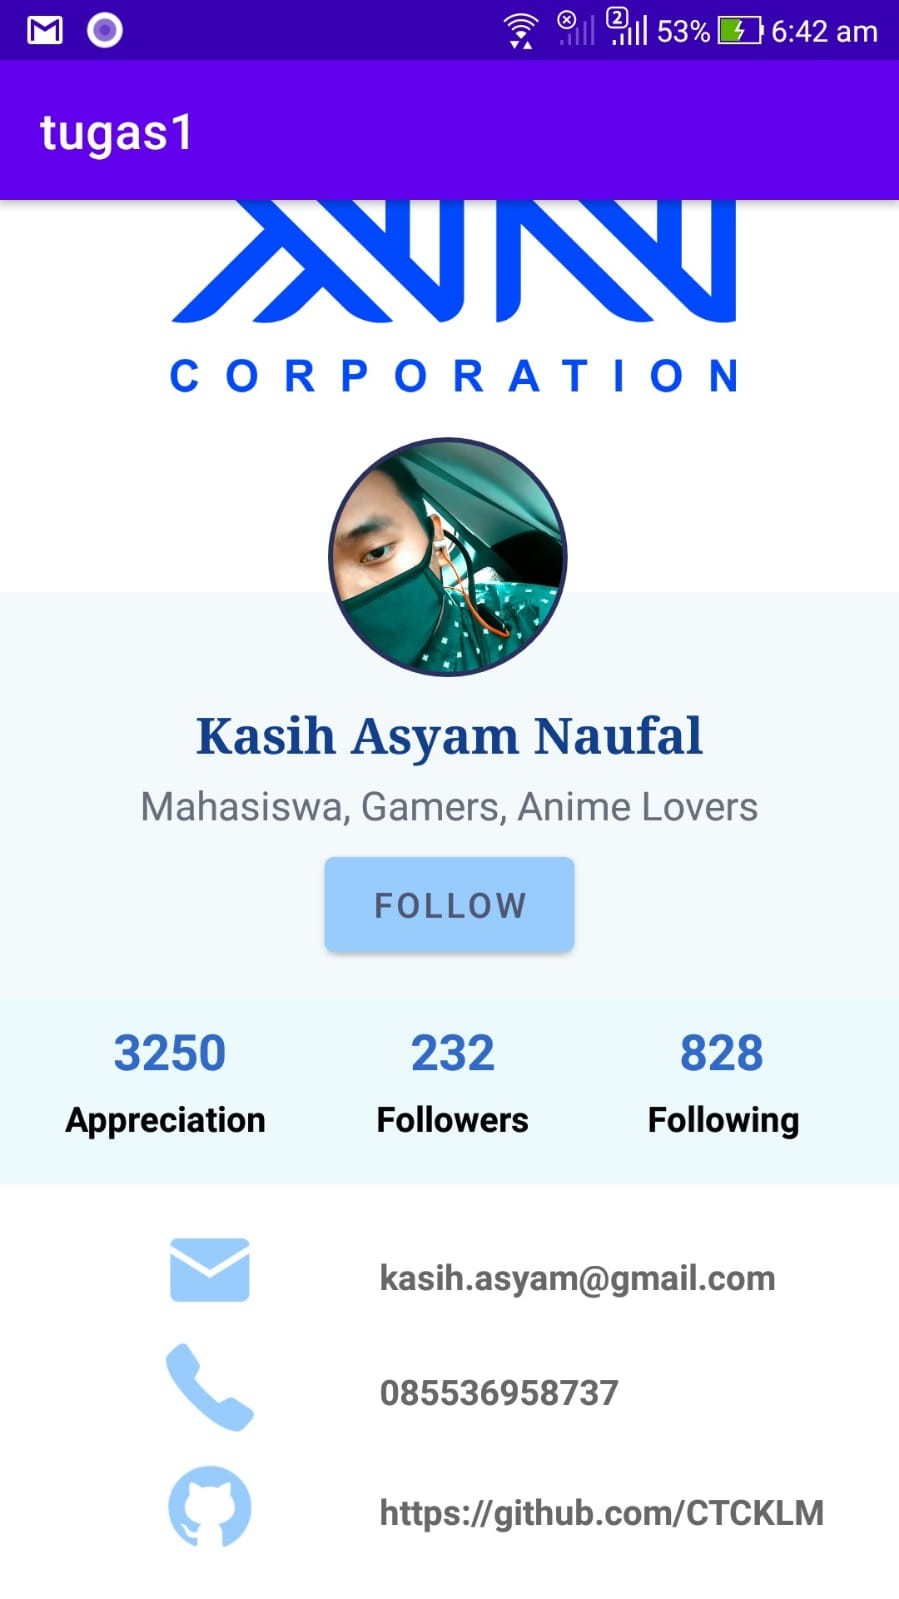 2 53% 6:42 am
tugas1
CORPORATION
Kasih Asyam Naufal
Mahasiswa, Gamers, Anime Lovers
FOLLOW
3250 232 828
Appreciation Followers Following
kasih.asyam@gmail.com
085536958737
https://github.com/CTCKLM